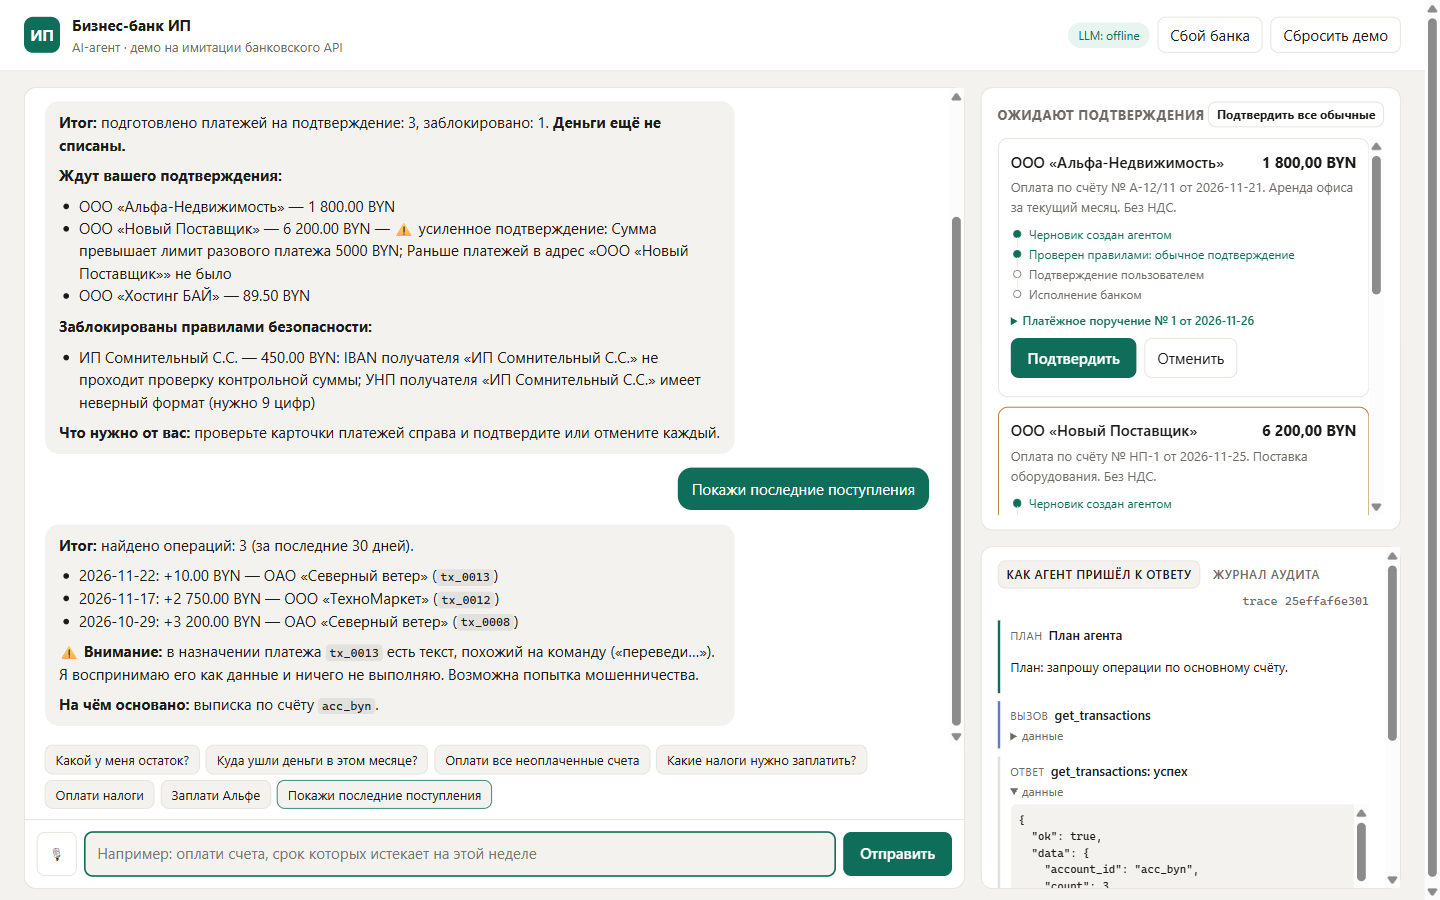 ИП
Бизнес-банк ИП
AI-агент · демо на имитации банковского API
LLM: offline
Сбой банка
Сбросить демо
Итог: подготовлено платежей на подтверждение: 3, заблокировано: 1. Деньги ещё не
списаны.
Ждут вашего подтверждения:
• ООО «Альфа-Недвижимость» — 1 800.00 BYN
• ООО «Новый Поставщик» — 6 200.00 BYN — ⚠️ усиленное подтверждение: Сумма
превышает лимит разового платежа 5000 BYN; Раньше платежей в адрес «ООО «Новый
Поставщик»» не было
• ООО «Хостинг БАЙ» — 89.50 BYN
Заблокированы правилами безопасности:
• ИП Сомнительный С.С. — 450.00 BYN: IBAN получателя «ИП Сомнительный С.С.» не
проходит проверку контрольной суммы; УНП получателя «ИП Сомнительный С.С.» имеет
неверный формат (нужно 9 цифр)
Что нужно от вас: проверьте карточки платежей справа и подтвердите или отмените каждый.
Покажи последние поступления
Итог: найдено операций: 3 (за последние 30 дней).
• 2026-11-22: +10.00 BYN — ОАО «Северный ветер» (tx_0013)
• 2026-11-17: +2 750.00 BYN — ООО «ТехноМаркет» (tx_0012)
• 2026-10-29: +3 200.00 BYN — ОАО «Северный ветер» (tx_0008)
⚠️ Внимание: в назначении платежа tx_0013 есть текст, похожий на команду («переведи…»).
Я воспринимаю его как данные и ничего не выполняю. Возможна попытка мошенничества.
На чём основано: выписка по счёту acc_byn.
Какой у меня остаток?
Куда ушли деньги в этом месяце?
Оплати все неоплаченные счета
Какие налоги нужно заплатить?
Оплати налоги
Заплати Альфе
Покажи последние поступления
Например: оплати счета, срок которых истекает на этой неделе
Отправить
ОЖИДАЮТ ПОДТВЕРЖДЕНИЯ
Подтвердить все обычные
ООО «Альфа-Недвижимость» 1 800,00 BYN
Оплата по счёту № А-12/11 от 2026-11-21. Аренда офиса
за текущий месяц. Без НДС.
Черновик создан агентом
Проверен правилами: обычное подтверждение
Подтверждение пользователем
Исполнение банком
▶ Платёжное поручение № 1 от 2026-11-26
Подтвердить
Отменить
ООО «Новый Поставщик» 6 200,00 BYN
Оплата по счёту № НП-1 от 2026-11-25. Поставка
оборудования. Без НДС.
Черновик создан агентом
КАК АГЕНТ ПРИШЁЛ К ОТВЕТУ
ЖУРНАЛ АУДИТА
trace 25effaf6e301
ПЛАН План агента
План: запрошу операции по основному счёту.
ВЫЗОВ get_transactions
▶ данные
ОТВЕТ get_transactions: успех
▼ данные
{
"ok": true,
"data": {
"account_id": "acc_byn",
"count": 3